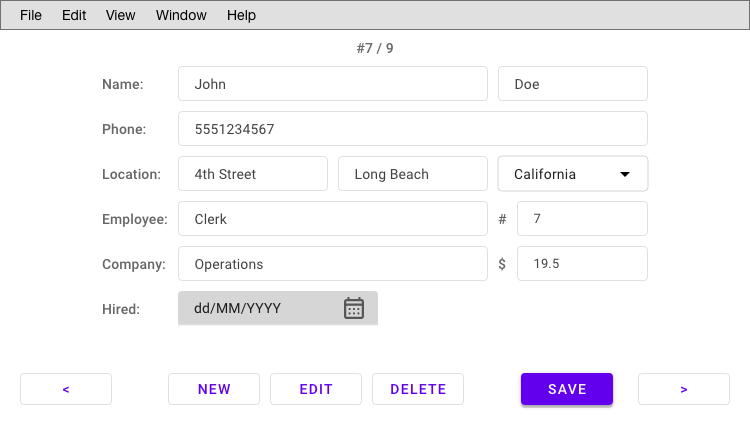 File Edit View Window Help
#7 / 9
Name: John Doe
Phone: 5551234567
Location: 4th Street Long Beach California
Employee: Clerk # 7
Company: Operations $ 19.5
Hired: dd/MM/YYYY
< NEW EDIT DELETE SAVE >